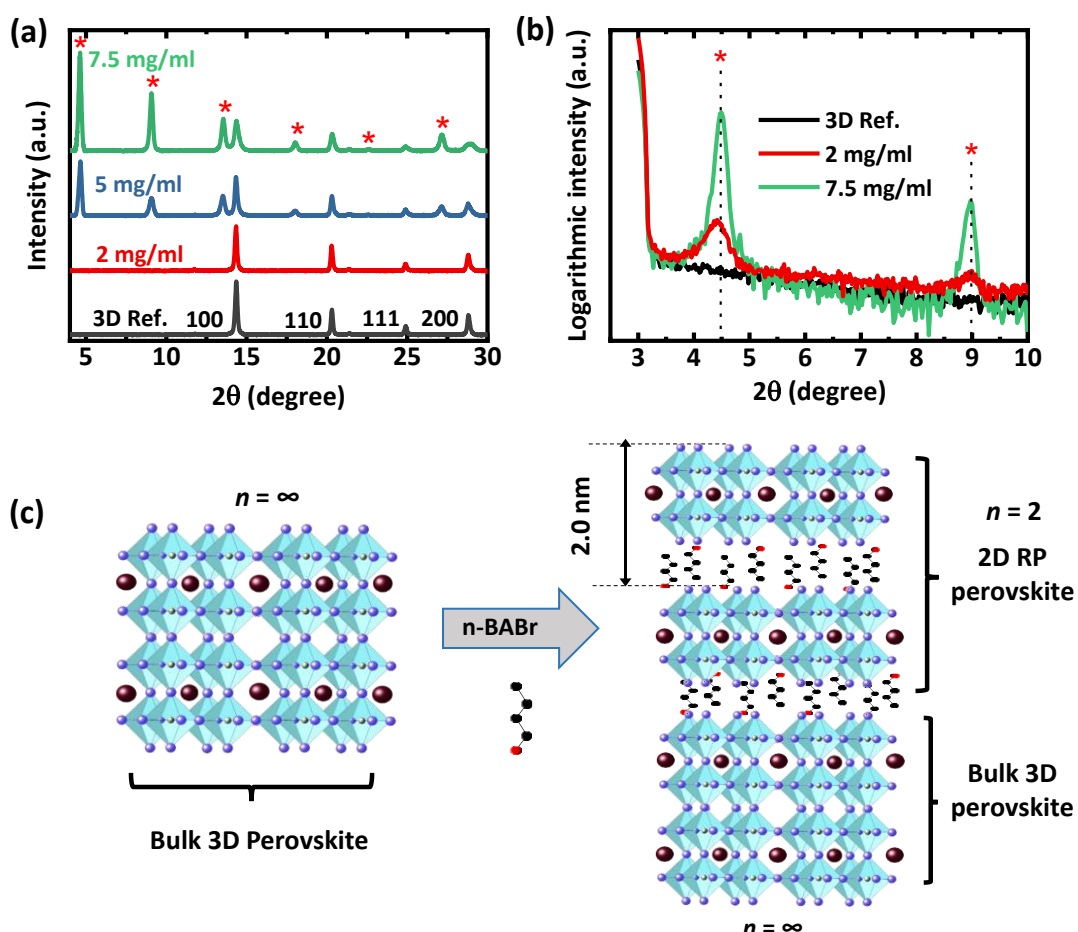 (a)
*
7.5 mg/ml
*
*
*
*
*
5 mg/ml
2 mg/ml
3D Ref.
100
110
111
200
Intensity (a.u.)
5
10
15
20
25
30
2θ (degree)
(b)
*
*
3D Ref.
2 mg/ml
7.5 mg/ml
Logarithmic intensity (a.u.)
3
4
5
6
7
8
9
10
2θ (degree)
(c)
n = ∞
Bulk 3D Perovskite
n-BABr
2.0 nm
n = 2
2D RP
perovskite
Bulk 3D
perovskite
n = ∞